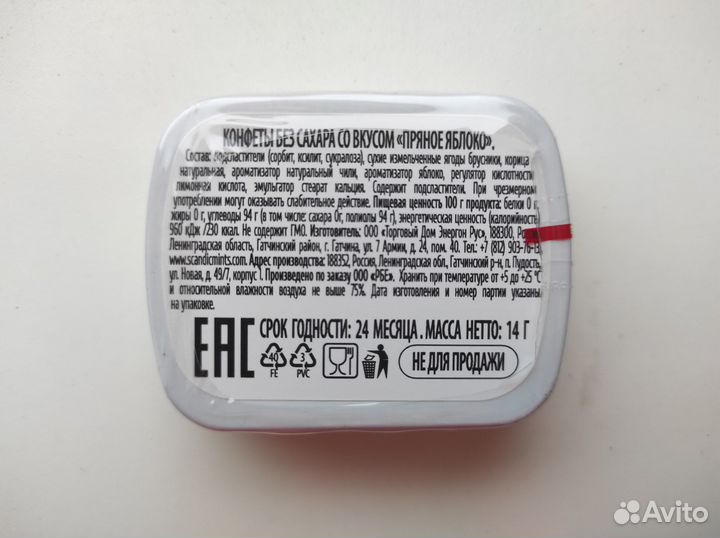 КОНФЕТЫ БЕЗ САХАРА СО ВКУСОМ «ПРЯНОЕ ЯБЛОКО».
Состав: подсластители (сорбит, ксилит, сукралоза), сухие измельченные ягоды брусники, корица
натуральная, ароматизатор натуральный чили, ароматизатор яблоко, регулятор кислотности
лимонная кислота, эмульгатор стеарат кальция. Содержит подсластители. При чрезмерном
употреблении могут оказывать слабительное действие. Пищевая ценность 100 г продукта: белки 0 г,
жиры 0 г, углеводы 94 г (в том числе: сахара 0г, полиолы 94 г), энергетическая ценность (калорийность)
960 кДж /230 ккал. Не содержит ГМО. Изготовитель: ООО «Торговый Дом Энергон Рус», 188300,
Ленинградская область, Гатчинский район, г. Гатчина, ул. 7 Армии, д. 24, пом. 40. Тел.: +7 (812) 903-76-13,
www.scandicmints.com. Адрес производства: 188352, Россия, Ленинградская обл., Гатчинский р-н, п. Пудость,
ул. Новая, д. 49/7, корпус 1. Произведено по заказу ООО «РБЕ». Хранить при температуре от +5 до +25 °С
и относительной влажности воздуха не выше 75%. Дата изготовления и номер партии указаны
на упаковке.
ЕАС
СРОК ГОДНОСТИ: 24 МЕСЯЦА. МАССА НЕТТО: 14 Г
40
FE
3
PVC
НЕ ДЛЯ ПРОДАЖИ
Avito